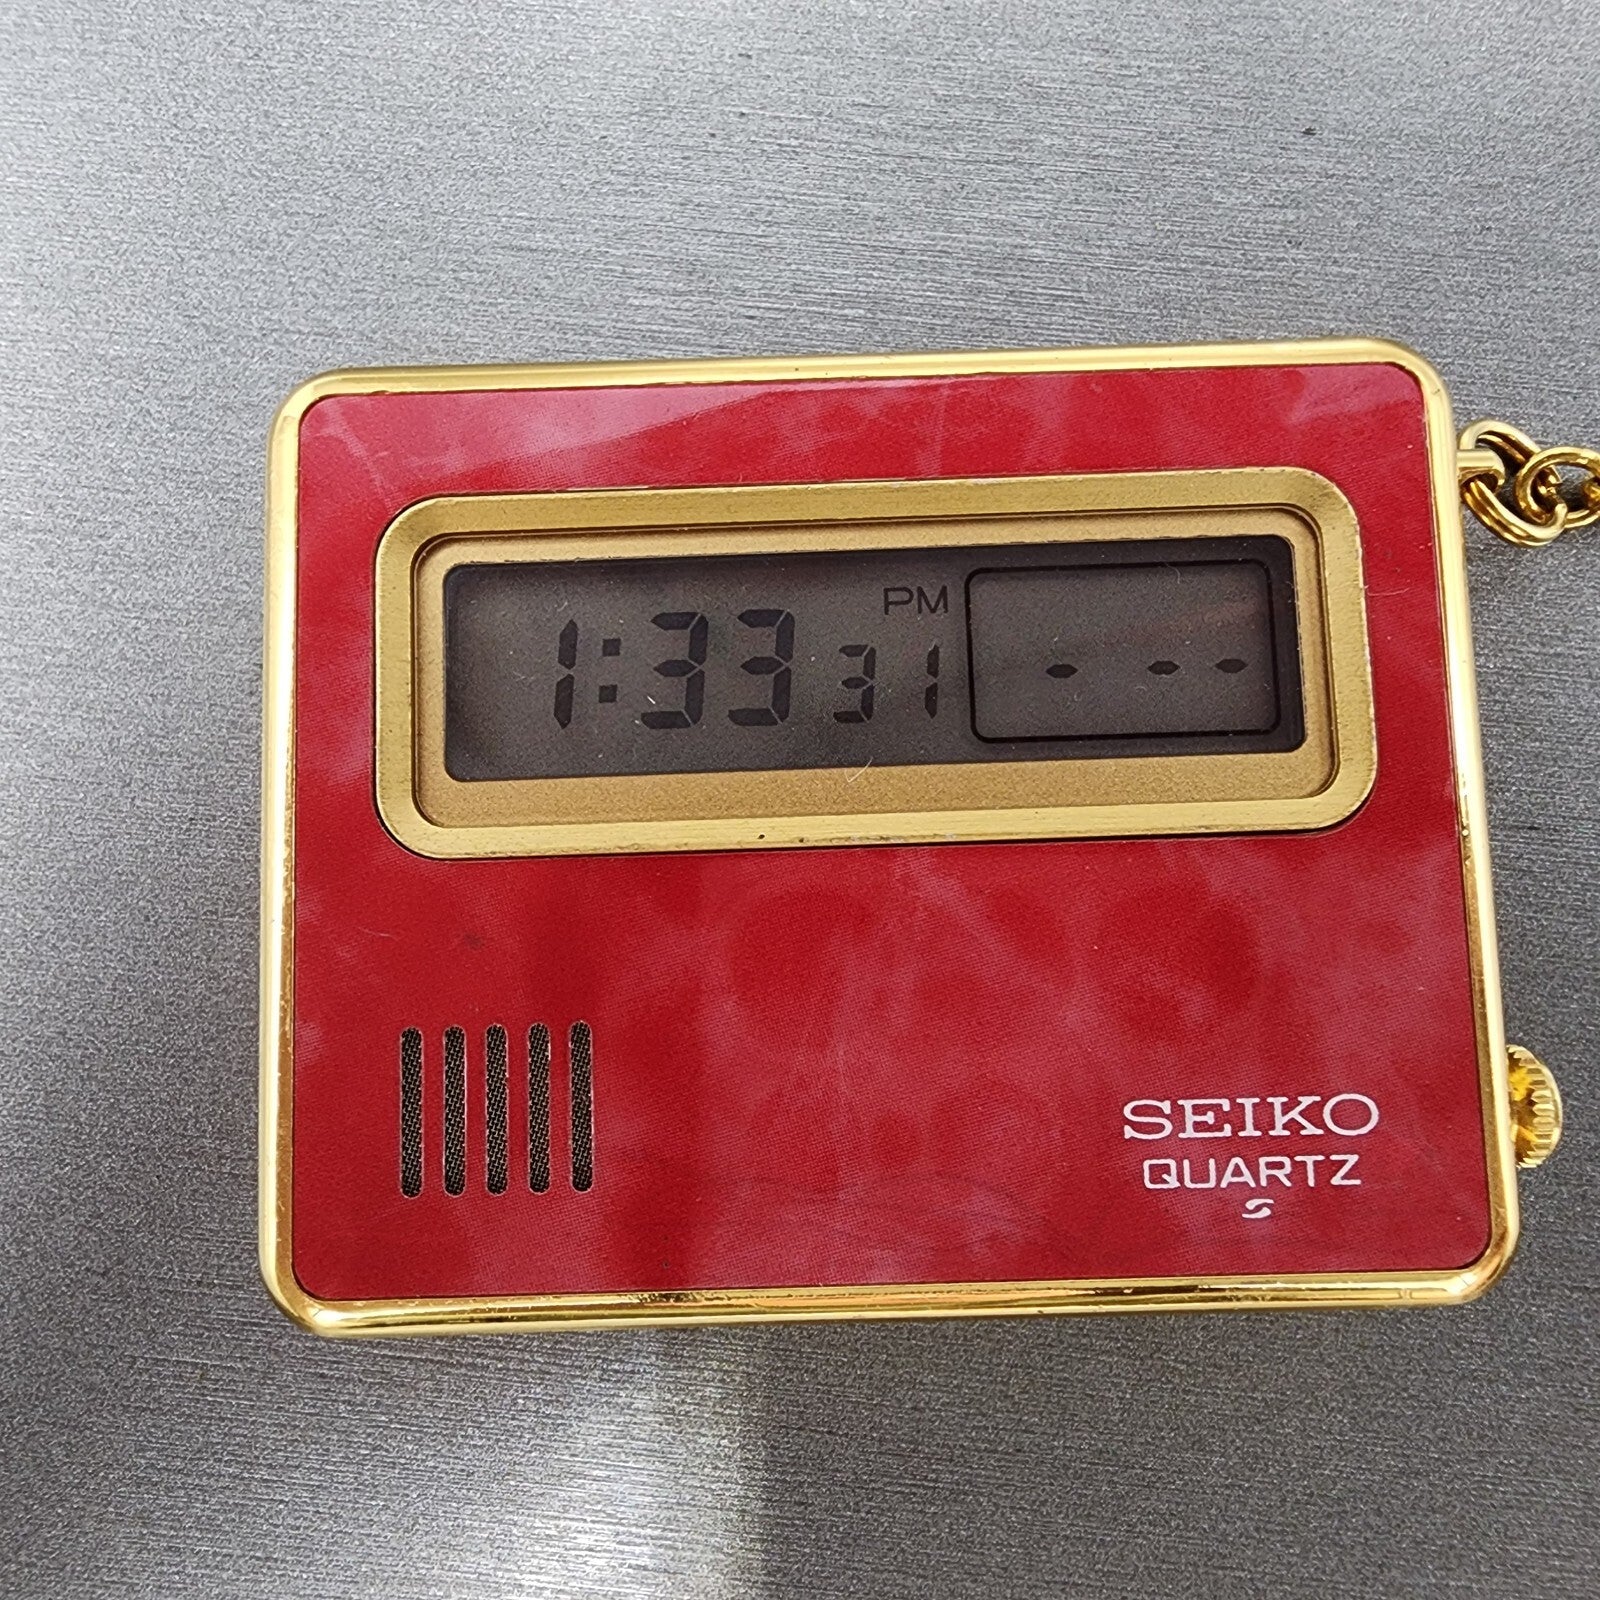 PM
1:33 31 - - -
SEIKO
QUARTZ